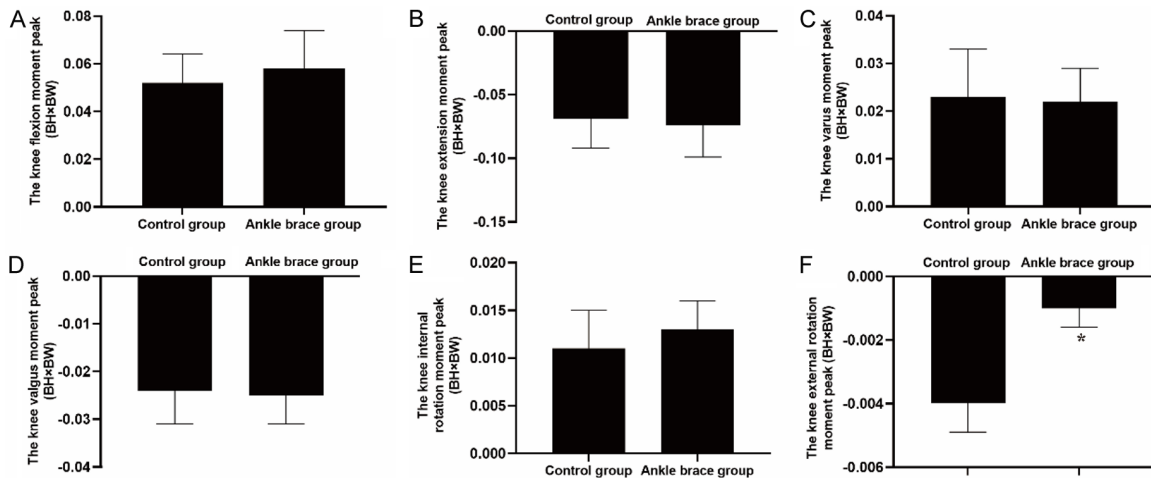 A
The knee flexion moment peak
(BH×BW)
0.08
0.06
0.04
0.02
0.00
Control group
Ankle brace group
B
The knee extension moment peak
(BH×BW)
Control group
Ankle brace group
0.00
-0.05
-0.10
-0.15
C
The knee varus moment peak
(BH×BW)
0.04
0.03
0.02
0.01
0.00
Control group
Ankle brace group
D
The knee valgus moment peak
(BH×BW)
Control group
Ankle brace group
0.00
-0.01
-0.02
-0.03
-0.04
E
The knee internal
rotation moment peak
(BH×BW)
0.020
0.015
0.010
0.005
0.000
Control group
Ankle brace group
F
The knee external rotation
moment peak (BH×BW)
Control group
Ankle brace group
0.000
-0.002
-0.004
-0.006
*